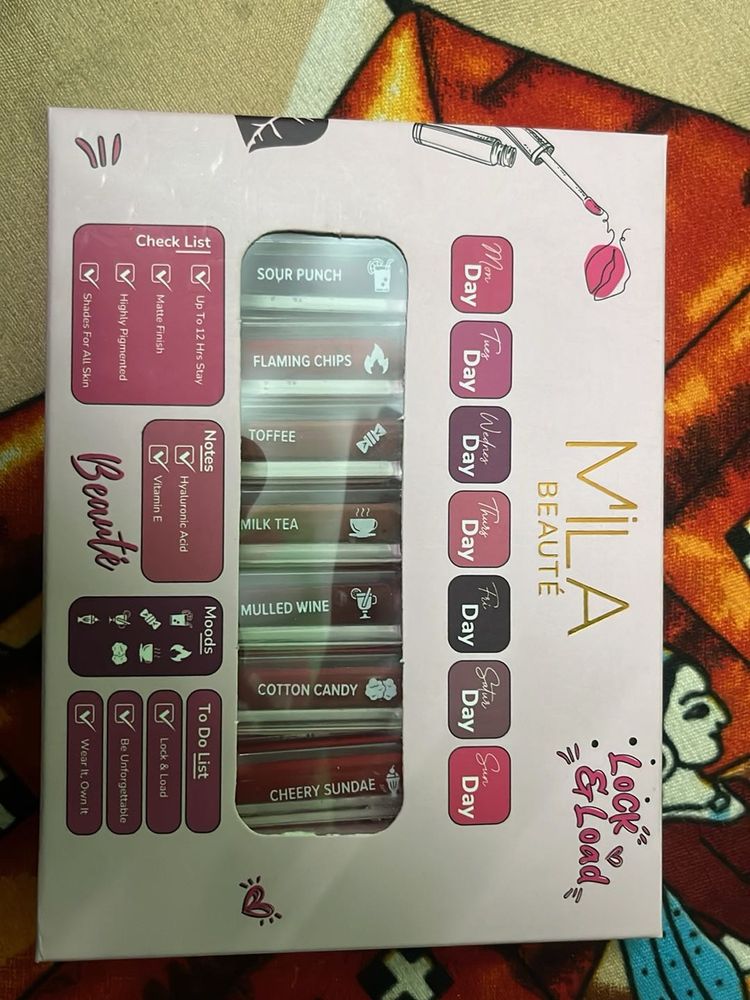 MiLA
BEAUTÉ
Lock
& Load
Mon
Day
Tues
Day
Wednes
Day
Thurs
Day
Fri
Day
Satur
Day
Sun
Day
SOUR PUNCH
FLAMING CHIPS
TOFFEE
MILK TEA
MULLED WINE
COTTON CANDY
CHEERY SUNDAE
Check List
Up To 12 Hrs Stay
Matte Finish
Highly Pigmented
Shades For All Skin
Notes
Hyaluronic Acid
Vitamin E
Beauté
Moods
To Do List
Lock & Load
Be Unforgettable
Wear It, Own It